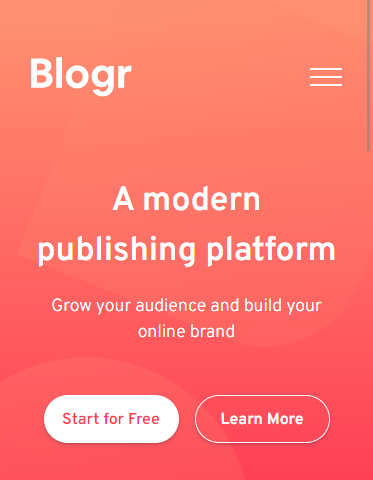 Blogr
A modern
publishing platform
Grow your audience and build your
online brand
Start for Free
Learn More